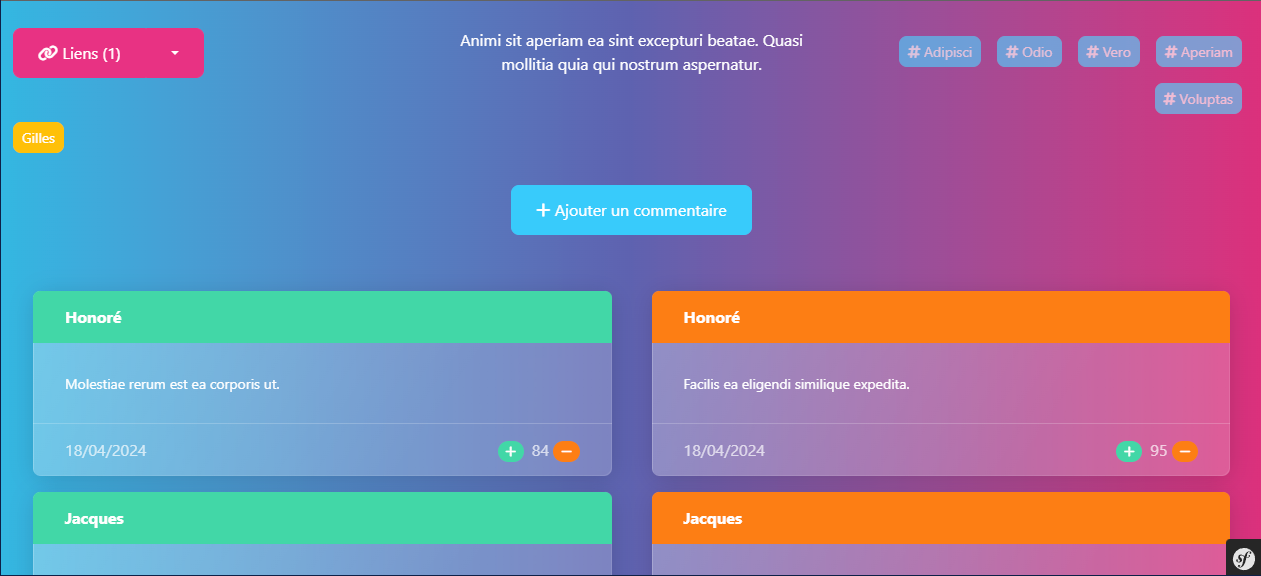 Liens (1)
Animi sit aperiam ea sint excepturi beatae. Quasi
mollitia quia qui nostrum aspernatur.
# Adipisci
# Odio
# Vero
# Aperiam
# Voluptas
Gilles
+ Ajouter un commentaire
Honoré
Molestiae rerum est ea corporis ut.
18/04/2024
+ 84 −
Honoré
Facilis ea eligendi similique expedita.
18/04/2024
+ 95 −
Jacques
Jacques
sf